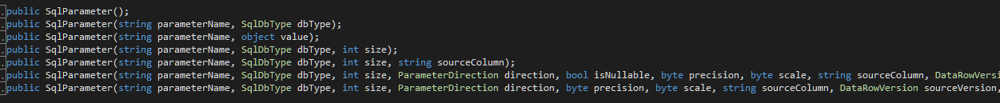 public SqlParameter();
public SqlParameter(string parameterName, SqlDbType dbType);
public SqlParameter(string parameterName, object value);
public SqlParameter(string parameterName, SqlDbType dbType, int size);
public SqlParameter(string parameterName, SqlDbType dbType, int size, string sourceColumn);
public SqlParameter(string parameterName, SqlDbType dbType, int size, ParameterDirection direction, bool isNullable, byte precision, byte scale, string sourceColumn, DataRowVersi
public SqlParameter(string parameterName, SqlDbType dbType, int size, ParameterDirection direction, byte precision, byte scale, string sourceColumn, DataRowVersion sourceVersion,